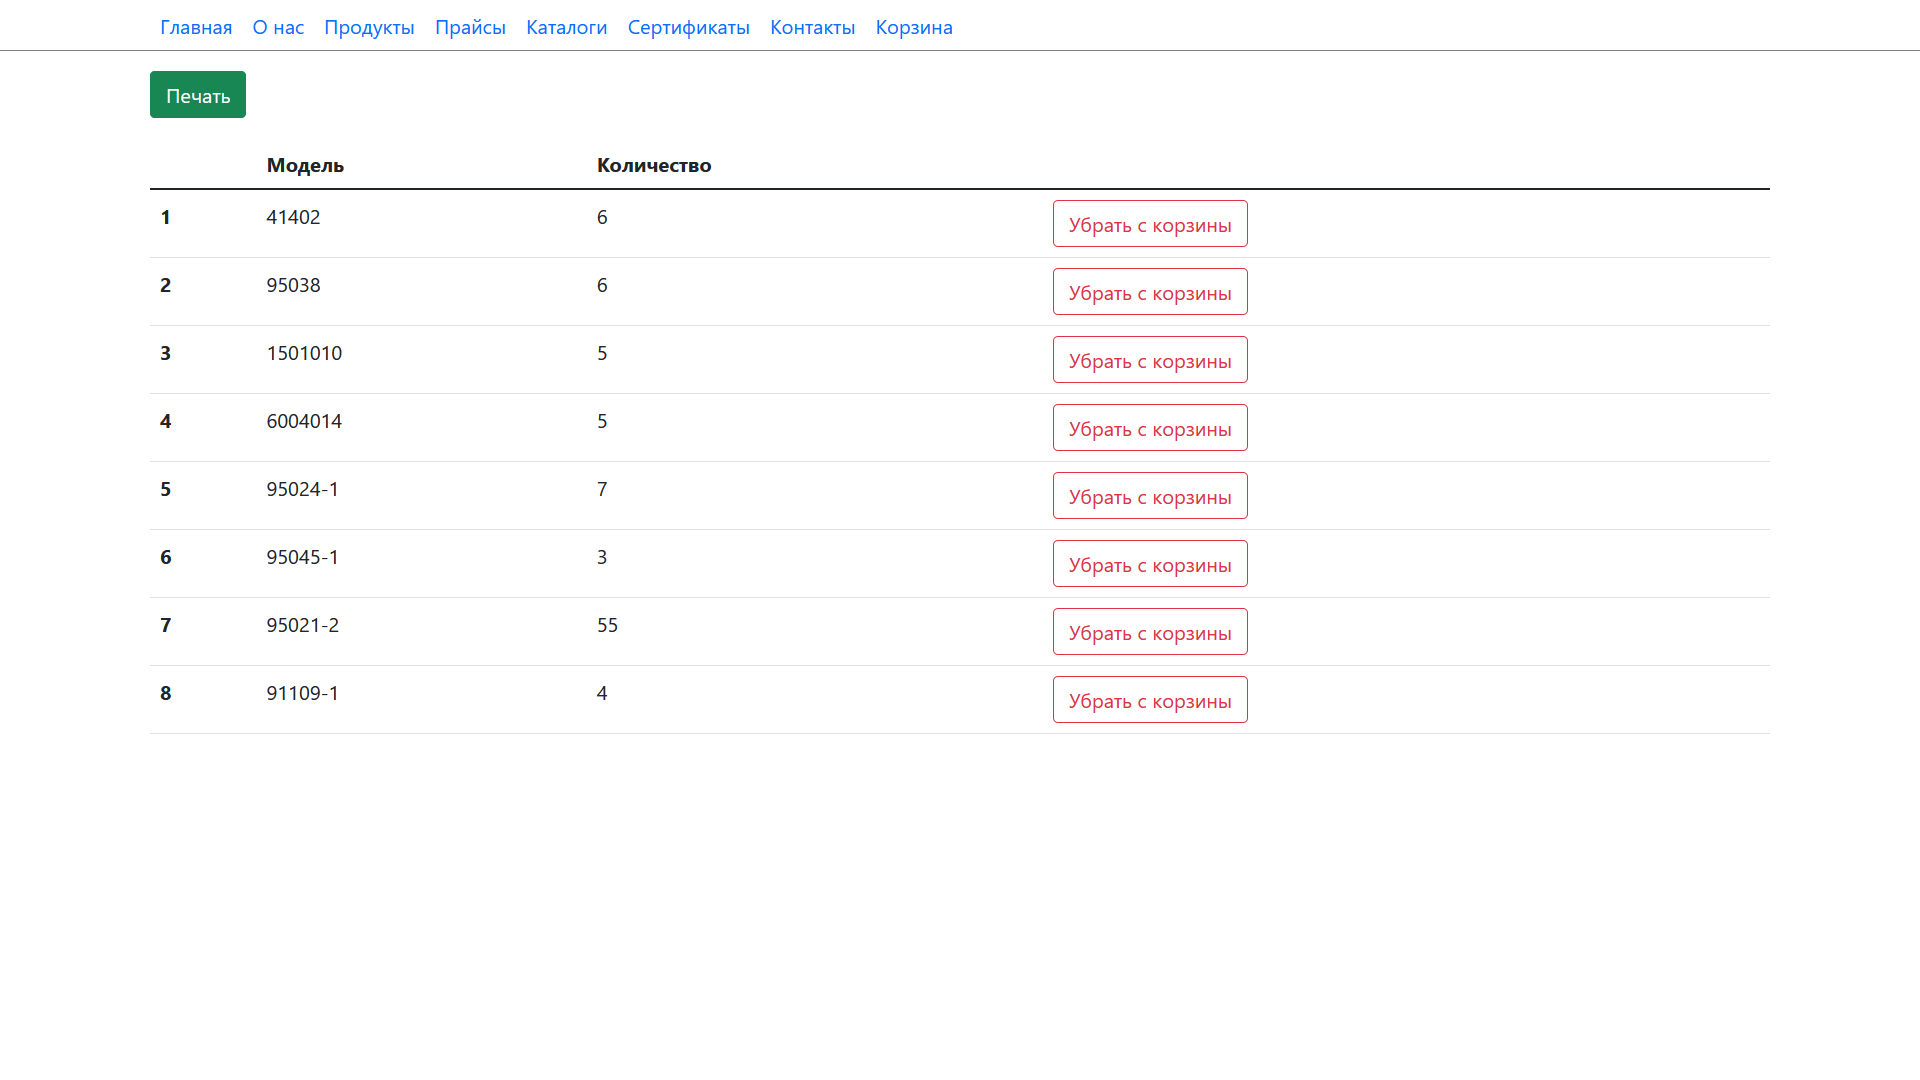 Главная О нас Продукты Прайсы Каталоги Сертификаты Контакты Корзина
Печать
Модель Количество
1 41402 6 Убрать с корзины
2 95038 6 Убрать с корзины
3 1501010 5 Убрать с корзины
4 6004014 5 Убрать с корзины
5 95024-1 7 Убрать с корзины
6 95045-1 3 Убрать с корзины
7 95021-2 55 Убрать с корзины
8 91109-1 4 Убрать с корзины